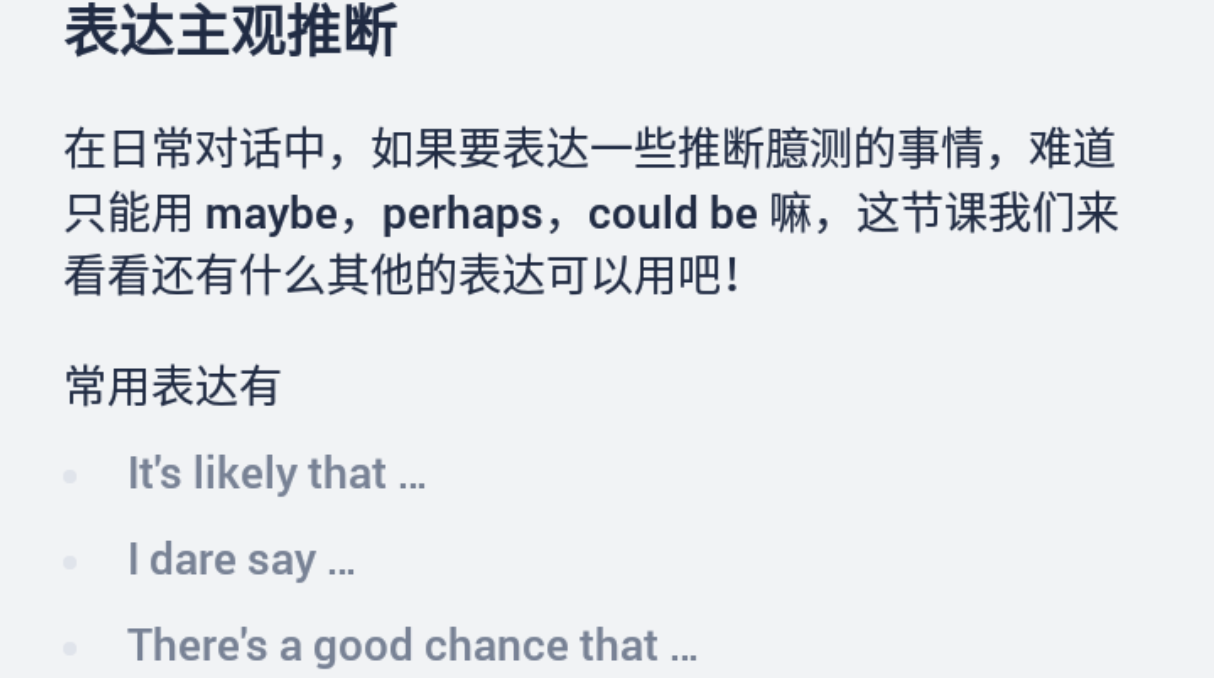 表达主观推断
在日常对话中，如果要表达一些推断臆测的事情，难道
只能用 maybe，perhaps，could be 嘛，这节课我们来
看看还有什么其他的表达可以用吧！
常用表达有
It's likely that ...
I dare say ...
There's a good chance that ...